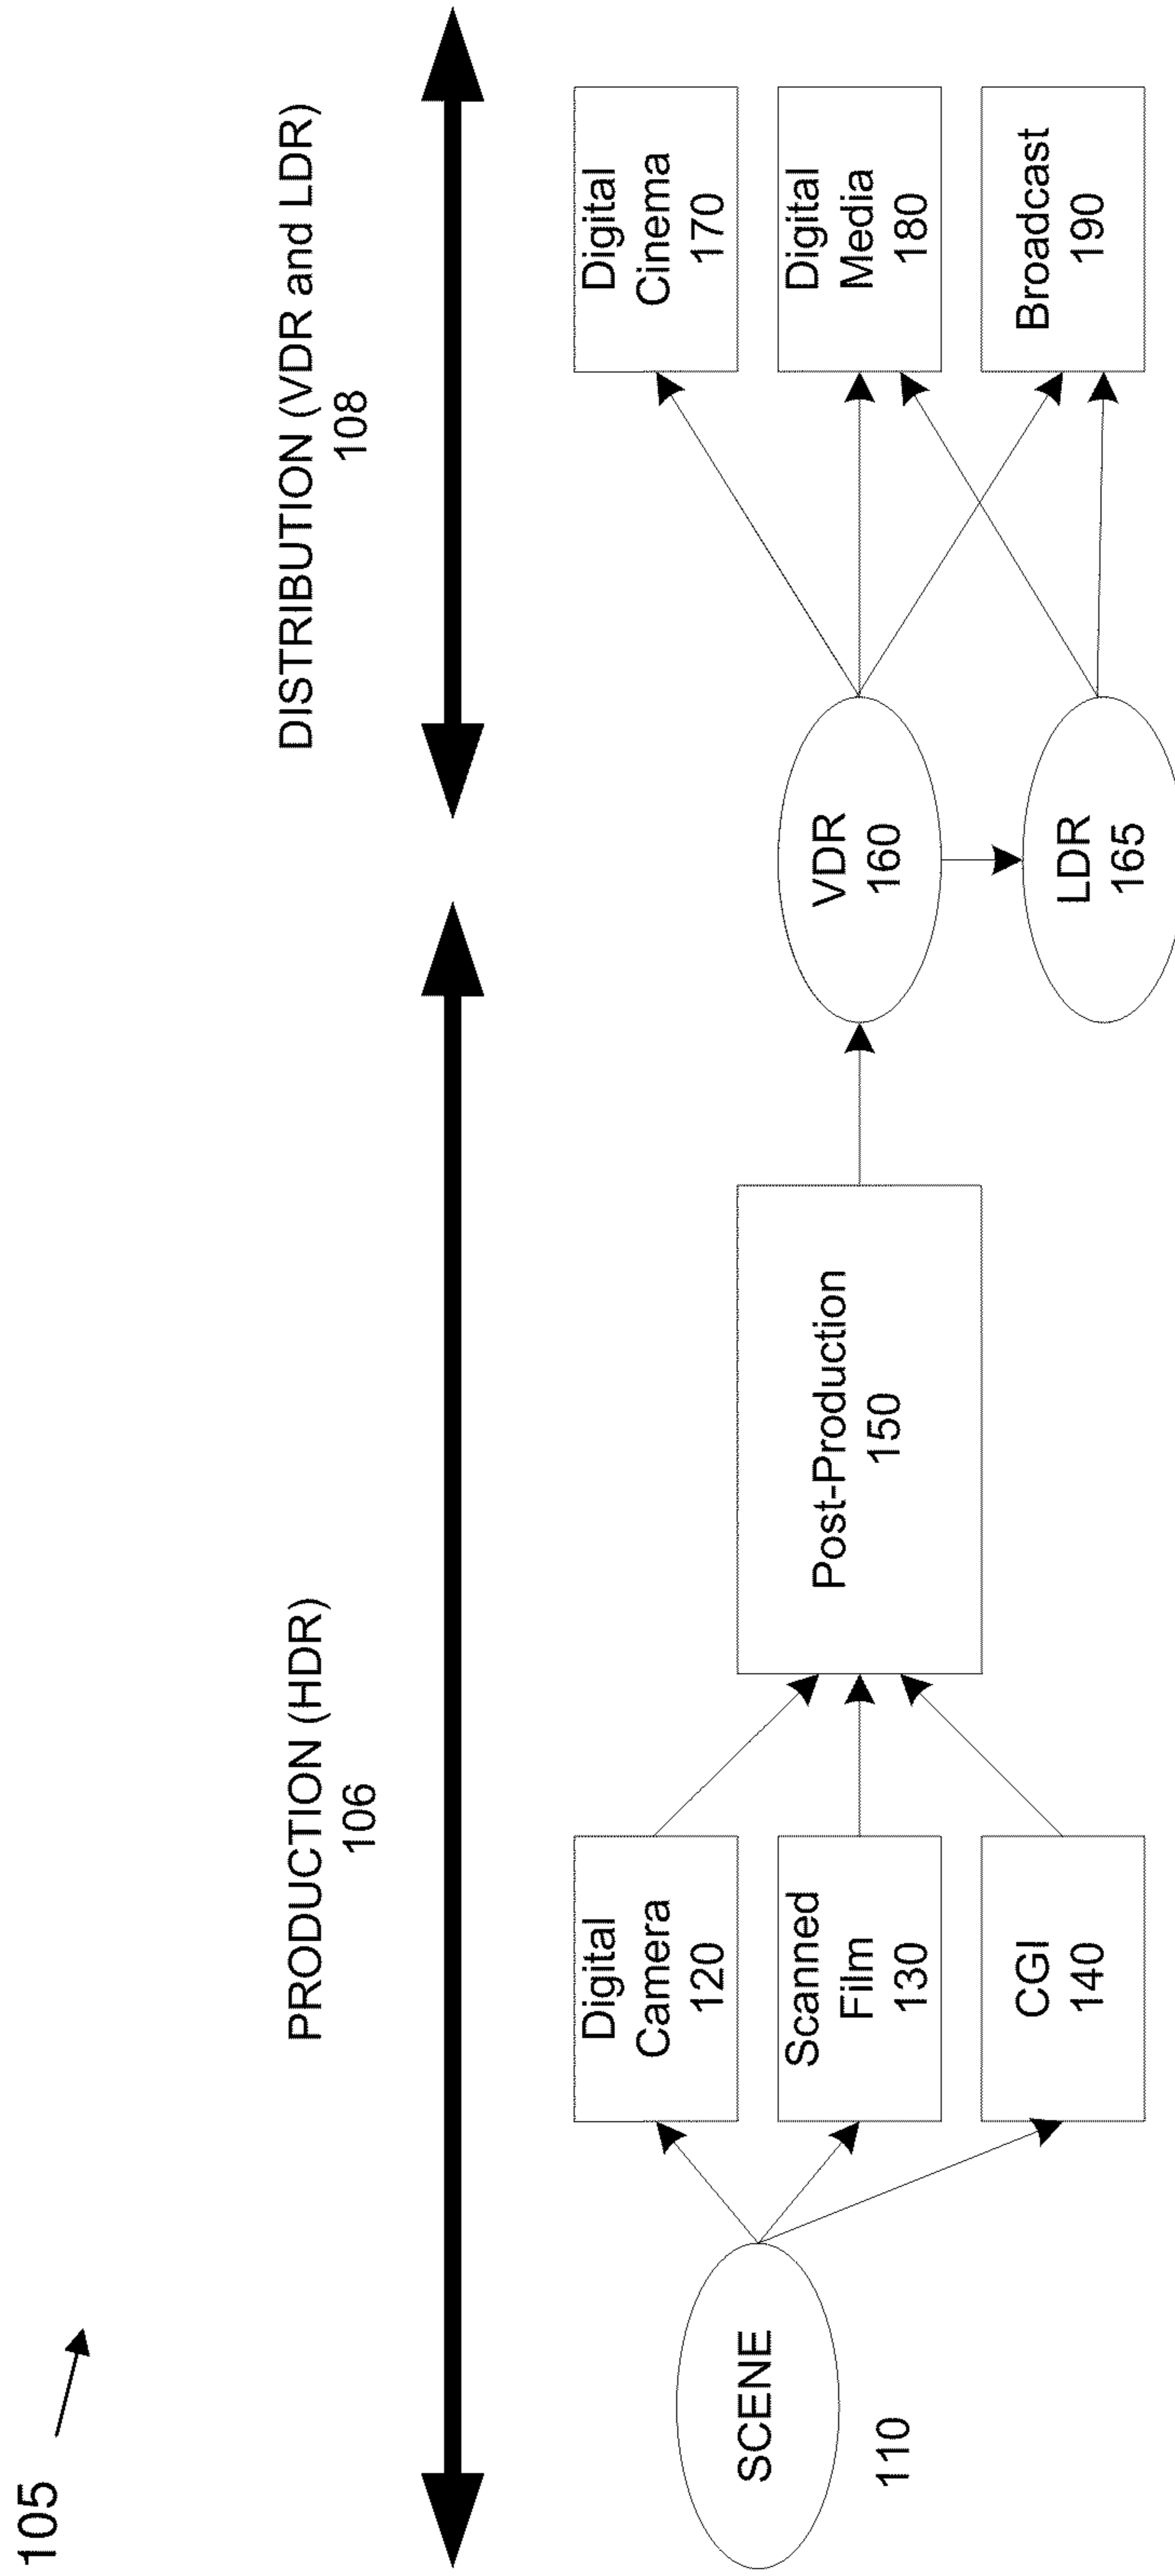 105
PRODUCTION (HDR)
106
DISTRIBUTION (VDR and LDR)
108
SCENE
110
Digital
Camera
120
Scanned
Film
130
CGI
140
Post-Production
150
VDR
160
LDR
165
Digital
Cinema
170
Digital
Media
180
Broadcast
190